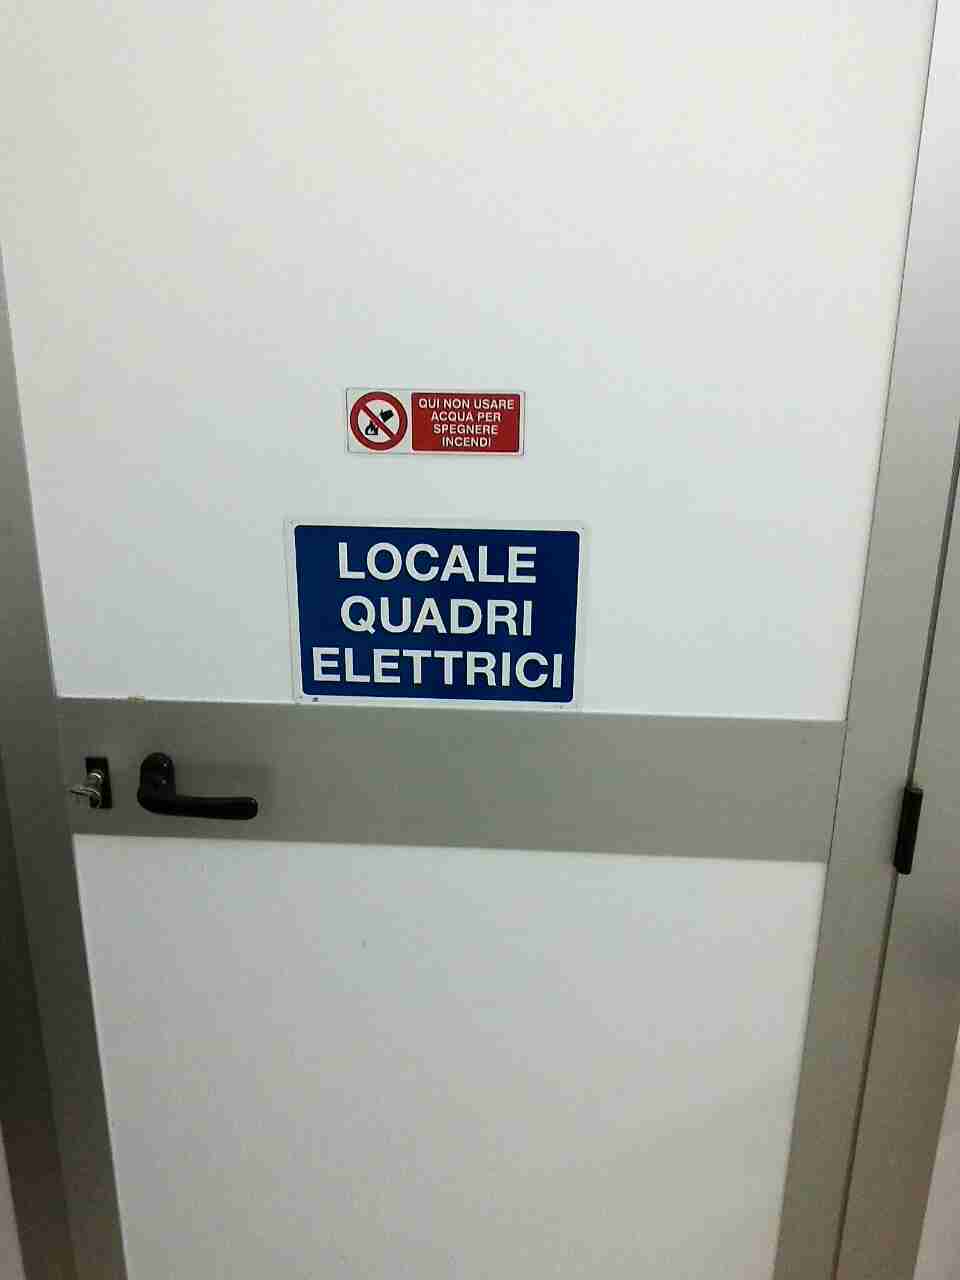 QUI NON USARE
ACQUA PER
SPEGNERE
INCENDI
LOCALE
QUADRI
ELETTRICI